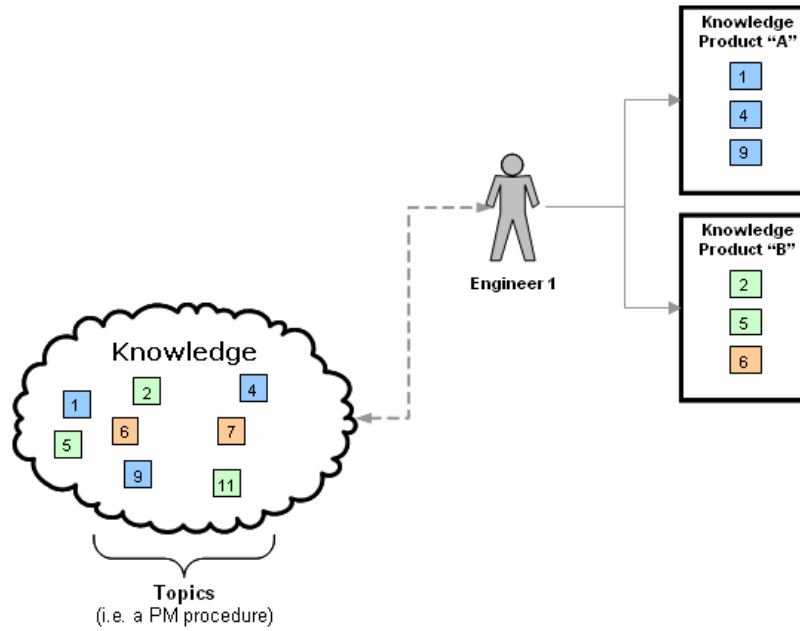 Knowledge
Product “A”
1
4
9
Engineer 1
Knowledge
Product “B”
2
5
6
Knowledge
1
2
4
5
6
7
9
11
Topics
(i.e. a PM procedure)